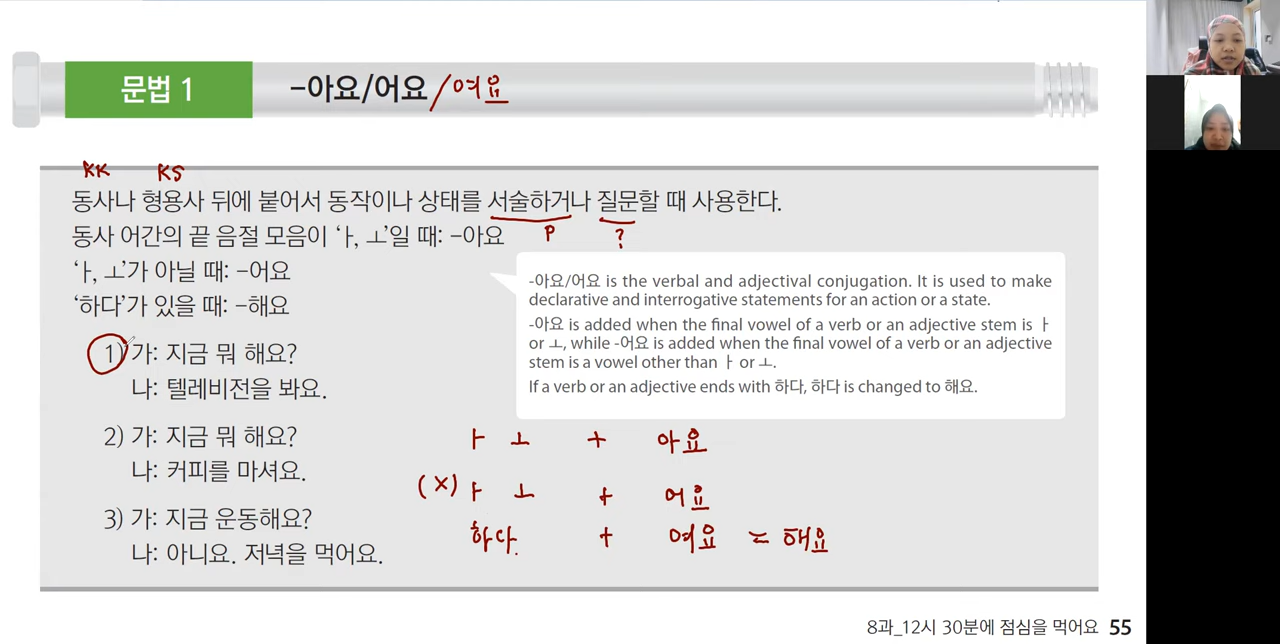 문법 1
-아요/어요/여요
KK KS
동사나 형용사 뒤에 붙어서 동작이나 상태를 서술하거나 질문할 때 사용한다.
P ?
동사 어간의 끝 음절 모음이 ‘ㅏ, ㅗ’일 때: -아요
‘ㅏ, ㅗ’가 아닐 때: -어요
‘하다’가 있을 때: -해요
-아요/어요 is the verbal and adjectival conjugation. It is used to make
declarative and interrogative statements for an action or a state.
-아요 is added when the final vowel of a verb or an adjective stem is ㅏ
or ㅗ, while -어요 is added when the final vowel of a verb or an adjective
stem is a vowel other than ㅏ or ㅗ.
If a verb or an adjective ends with 하다, 하다 is changed to 해요.
1) 가: 지금 뭐 해요?
나: 텔레비전을 봐요.
2) 가: 지금 뭐 해요?
나: 커피를 마셔요.
3) 가: 지금 운동해요?
나: 아니요. 저녁을 먹어요.
ㅏ ㅗ + 아요
(X) ㅏ ㅗ + 어요
하다. + 여요 = 해요
8과_12시 30분에 점심을 먹어요 55